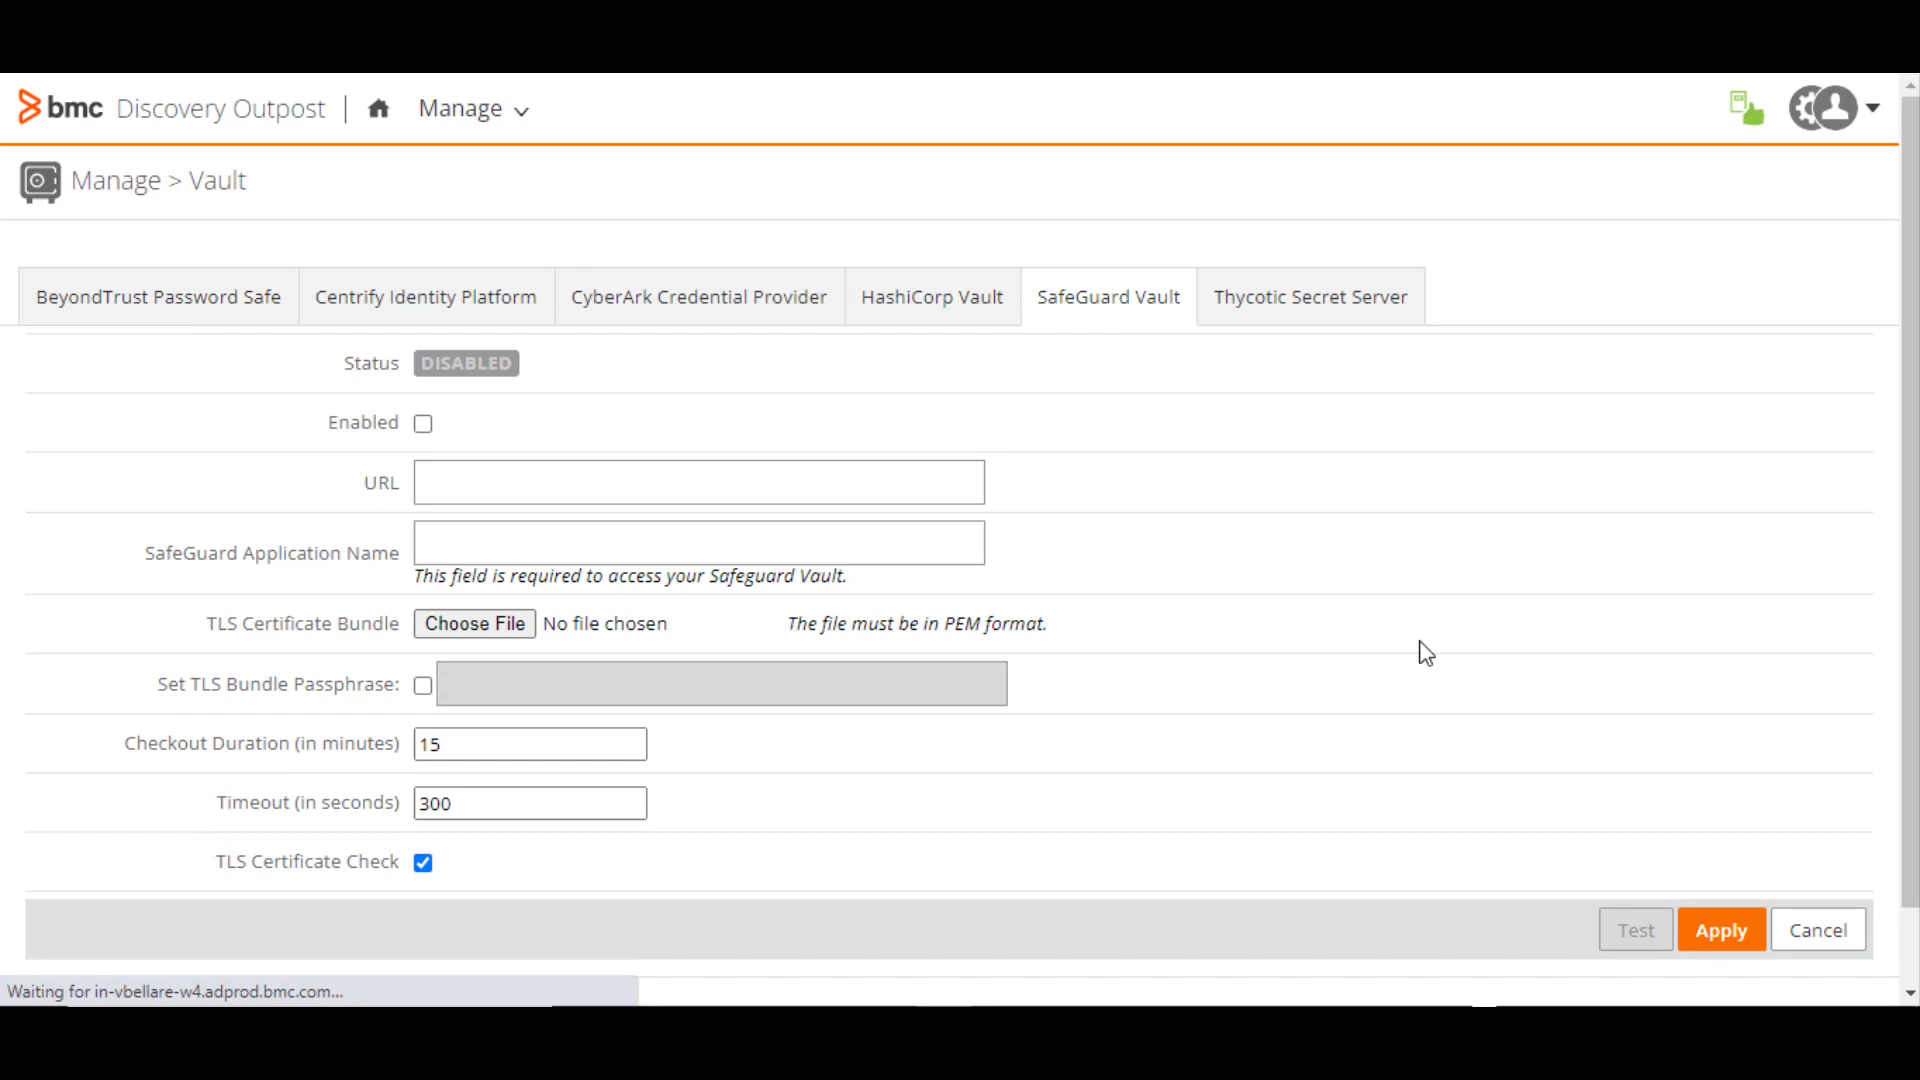 bmc Discovery Outpost Manage
Manage > Vault
BeyondTrust Password Safe Centrify Identity Platform CyberArk Credential Provider HashiCorp Vault SafeGuard Vault Thycotic Secret Server
Status DISABLED
Enabled
URL
SafeGuard Application Name
This field is required to access your Safeguard Vault.
TLS Certificate Bundle Choose File No file chosen The file must be in PEM format.
Set TLS Bundle Passphrase:
Checkout Duration (in minutes) 15
Timeout (in seconds) 300
TLS Certificate Check
Test Apply Cancel
Waiting for in-vbellare-w4.adprod.bmc.com...